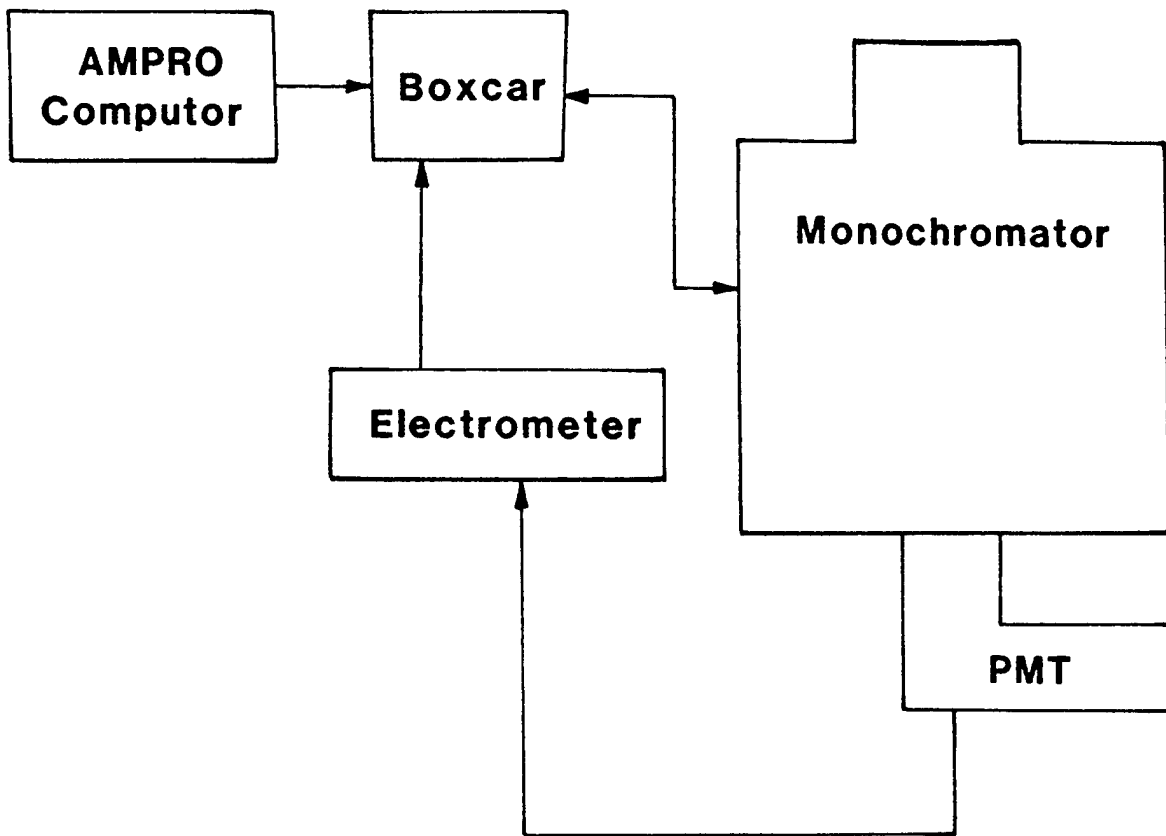 AMPRO
Computor
Boxcar
Monochromator
Electrometer
PMT